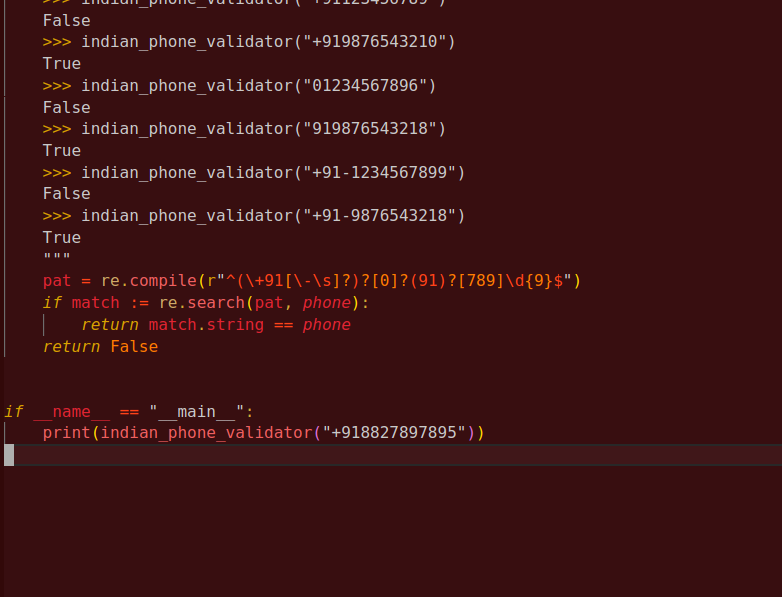 >>> indian_phone_validator("+91123456789")
False
>>> indian_phone_validator("+919876543210")
True
>>> indian_phone_validator("01234567896")
False
>>> indian_phone_validator("919876543218")
True
>>> indian_phone_validator("+91-1234567899")
False
>>> indian_phone_validator("+91-9876543218")
True
"""
pat = re.compile(r"^(\+91[\-\s]?)?[0]?(91)?[789]\d{9}$")
if match := re.search(pat, phone):
return match.string == phone
return False
if __name__ == "__main__":
print(indian_phone_validator("+918827897895"))